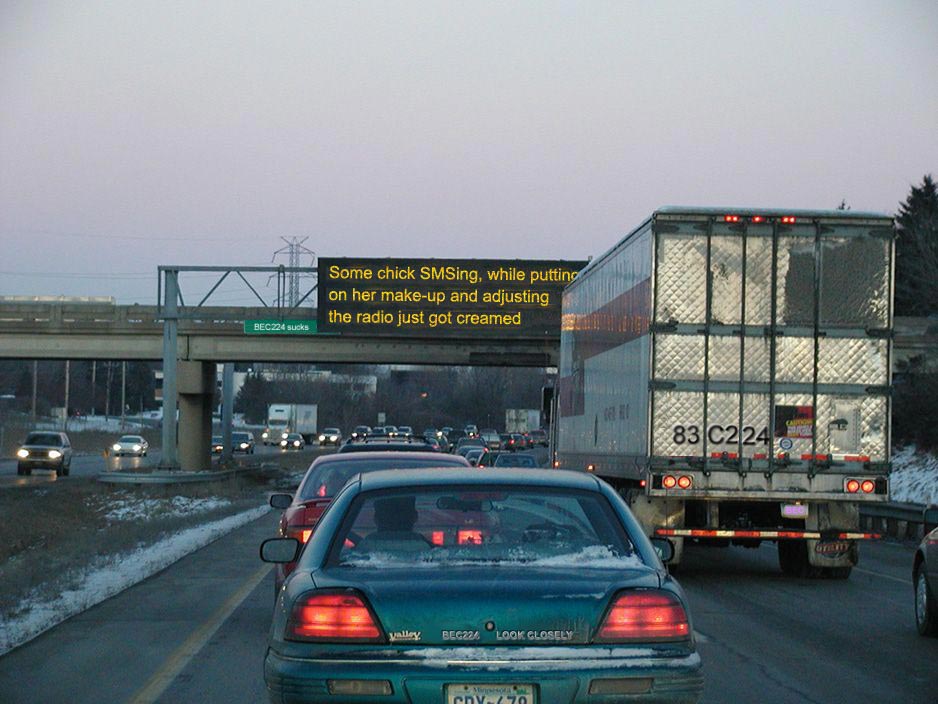 Some chick SMSing, while putting
on her make-up and adjusting
the radio just got creamed
BEC224 sucks
83 C224
valley
BEC224 LOOK CLOSELY
Minnesota